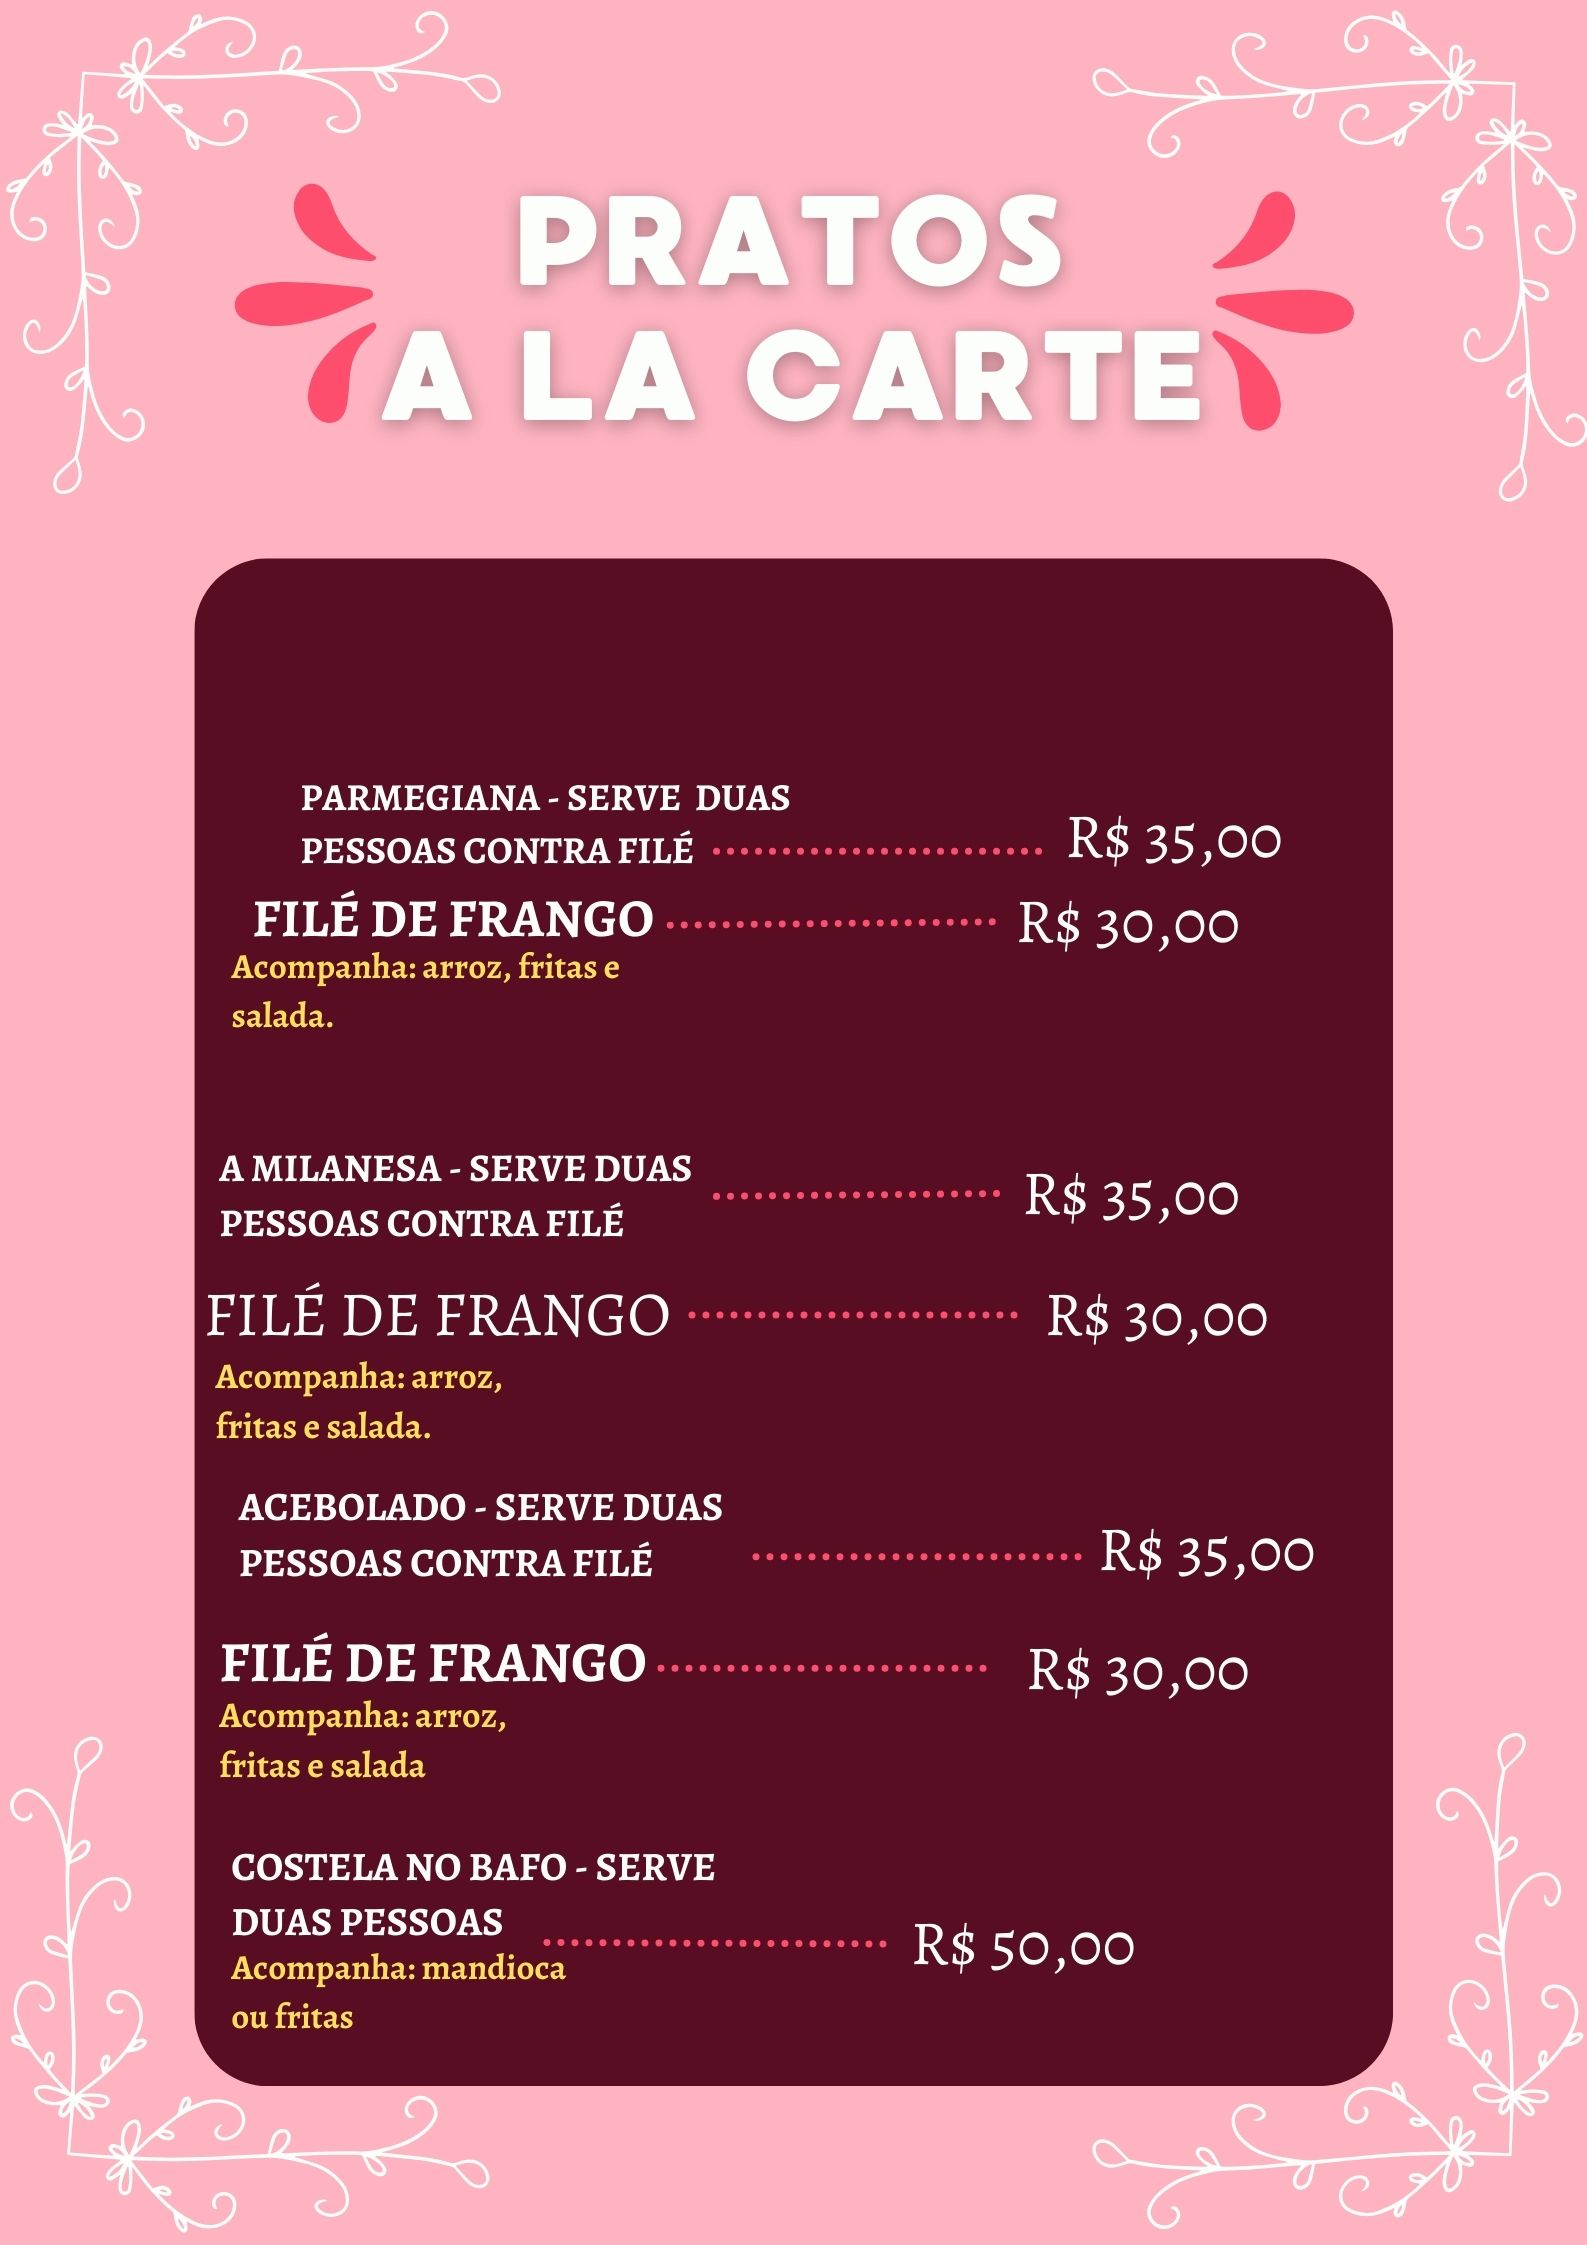 PRATOS
A LA CARTE
PARMEGIANA - SERVE DUAS
PESSOAS CONTRA FILÉ ........................ R$ 35,00
FILÉ DE FRANGO ........................ R$ 30,00
Acompanha: arroz, fritas e
salada.
A MILANESA - SERVE DUAS
PESSOAS CONTRA FILÉ ..................... R$ 35,00
FILÉ DE FRANGO ........................ R$ 30,00
Acompanha: arroz,
fritas e salada.
ACEBOLADO - SERVE DUAS
PESSOAS CONTRA FILÉ ........................ R$ 35,00
FILÉ DE FRANGO ........................ R$ 30,00
Acompanha: arroz,
fritas e salada
COSTELA NO BAFO - SERVE
DUAS PESSOAS ......................... R$ 50,00
Acompanha: mandioca
ou fritas